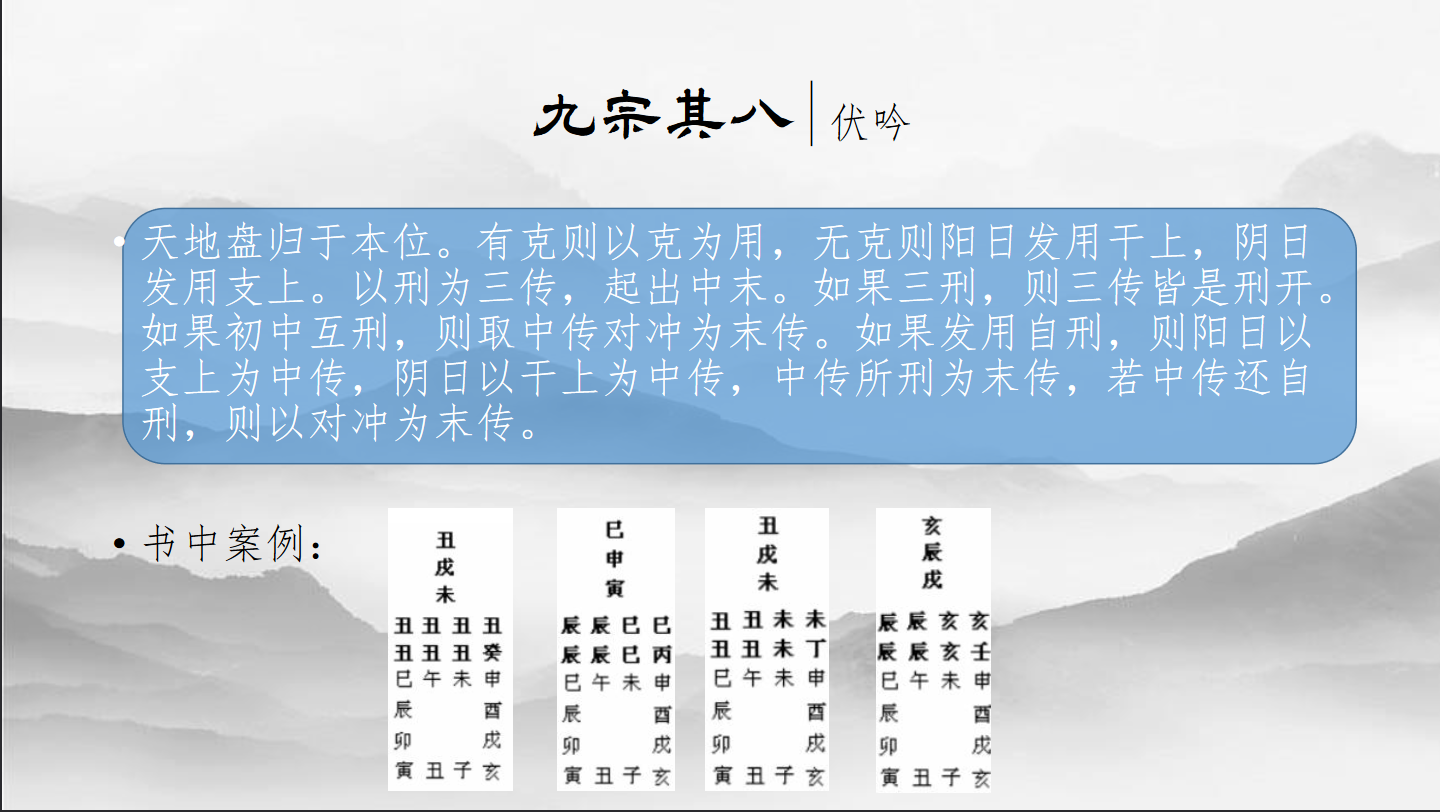 九宗其八 伏吟
• 天地盘归于本位。有克则以克为用，无克则阳日发用干上，阴日
发用支上。以刑为三传，起出中末。如果三刑，则三传皆是刑开。
如果初中互刑，则取中传对冲为末传。如果发用自刑，则阳日以
支上为中传，阴日以干上为中传，中传所刑为末传，若中传还自
刑，则以对冲为末传。
• 书中案例：
丑
戌
未
丑 丑 丑 丑
丑 丑 丑 癸
巳 午 未 申
辰 酉
卯 戌
寅 丑 子 亥
巳
申
寅
辰 辰 巳 巳
辰 辰 巳 丙
巳 午 未 申
辰 酉
卯 戌
寅 丑 子 亥
丑
戌
未
丑 丑 未 未
丑 丑 未 丁
巳 午 未 申
辰 酉
卯 戌
寅 丑 子 亥
亥
辰
戌
辰 辰 亥 亥
辰 辰 亥 壬
巳 午 未 申
辰 酉
卯 戌
寅 丑 子 亥